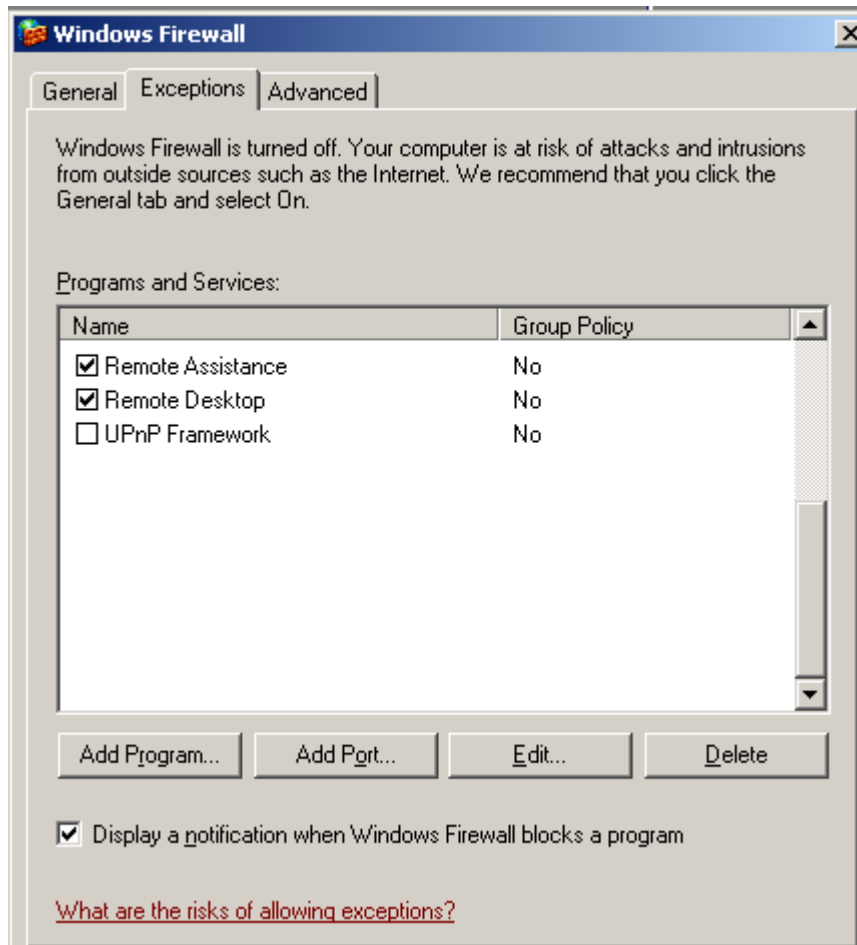 Windows Firewall
General Exceptions Advanced
Windows Firewall is turned off. Your computer is at risk of attacks and intrusions
from outside sources such as the Internet. We recommend that you click the
General tab and select On.
Programs and Services:
Name Group Policy
Remote Assistance No
Remote Desktop No
UPnP Framework No
Add Program... Add Port... Edit... Delete
Display a notification when Windows Firewall blocks a program
What are the risks of allowing exceptions?